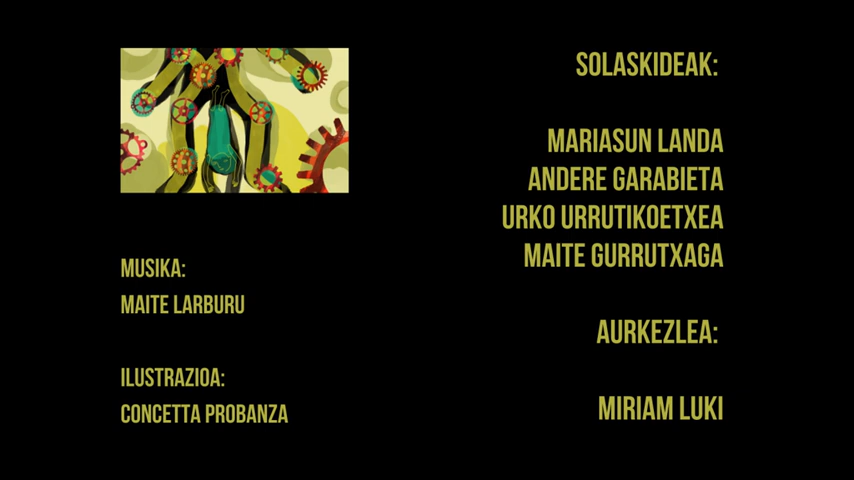 MUSIKA:
MAITE LARBURU
ILUSTRAZIOA:
CONCETTA PROBANZA
SOLASKIDEAK:
MARIASUN LANDA
ANDERE GARABIETA
URKO URRUTIKOETXEA
MAITE GURRUTXAGA
AURKEZLEA:
MIRIAM LUKI